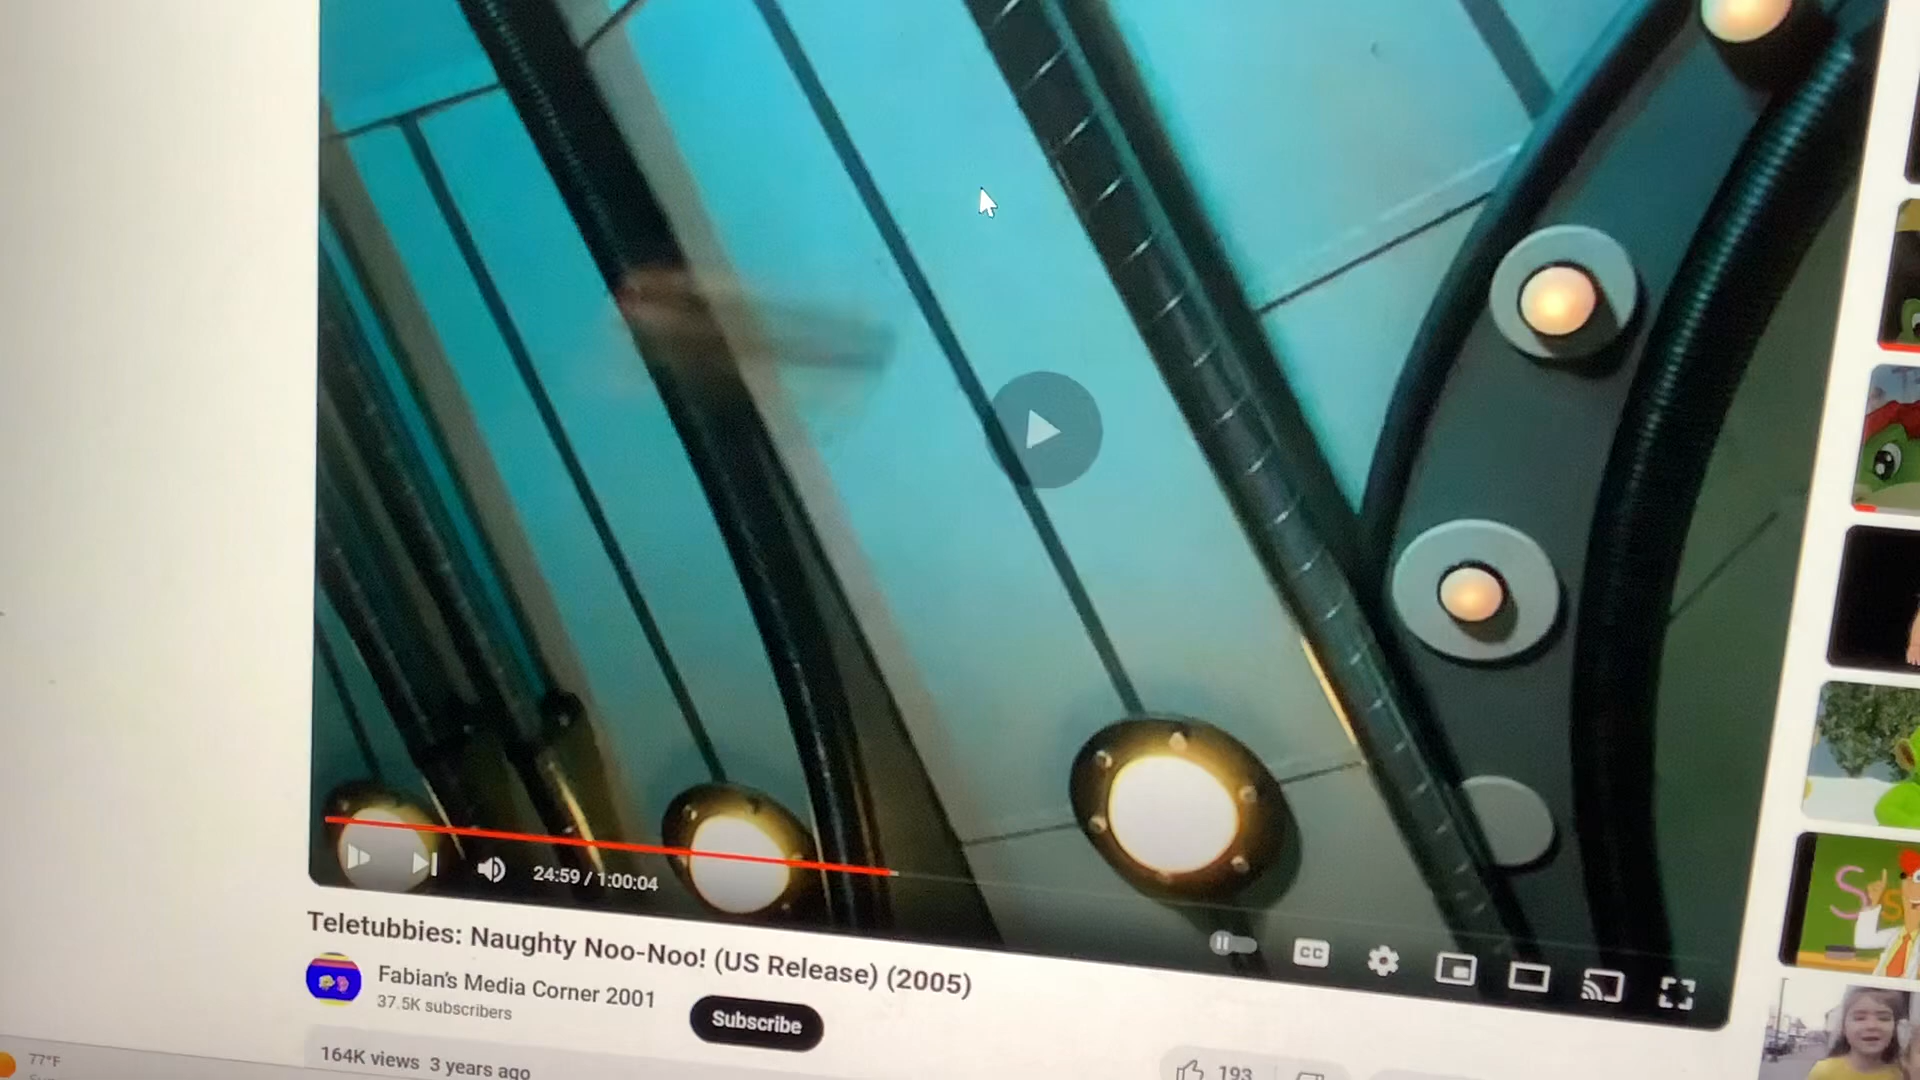 24:59 / 1:00:04
CC
Teletubbies: Naughty Noo-Noo! (US Release) (2005)
Fabian's Media Corner 2001
37.5K subscribers
Subscribe
164K views 3 years ago
193
77°F